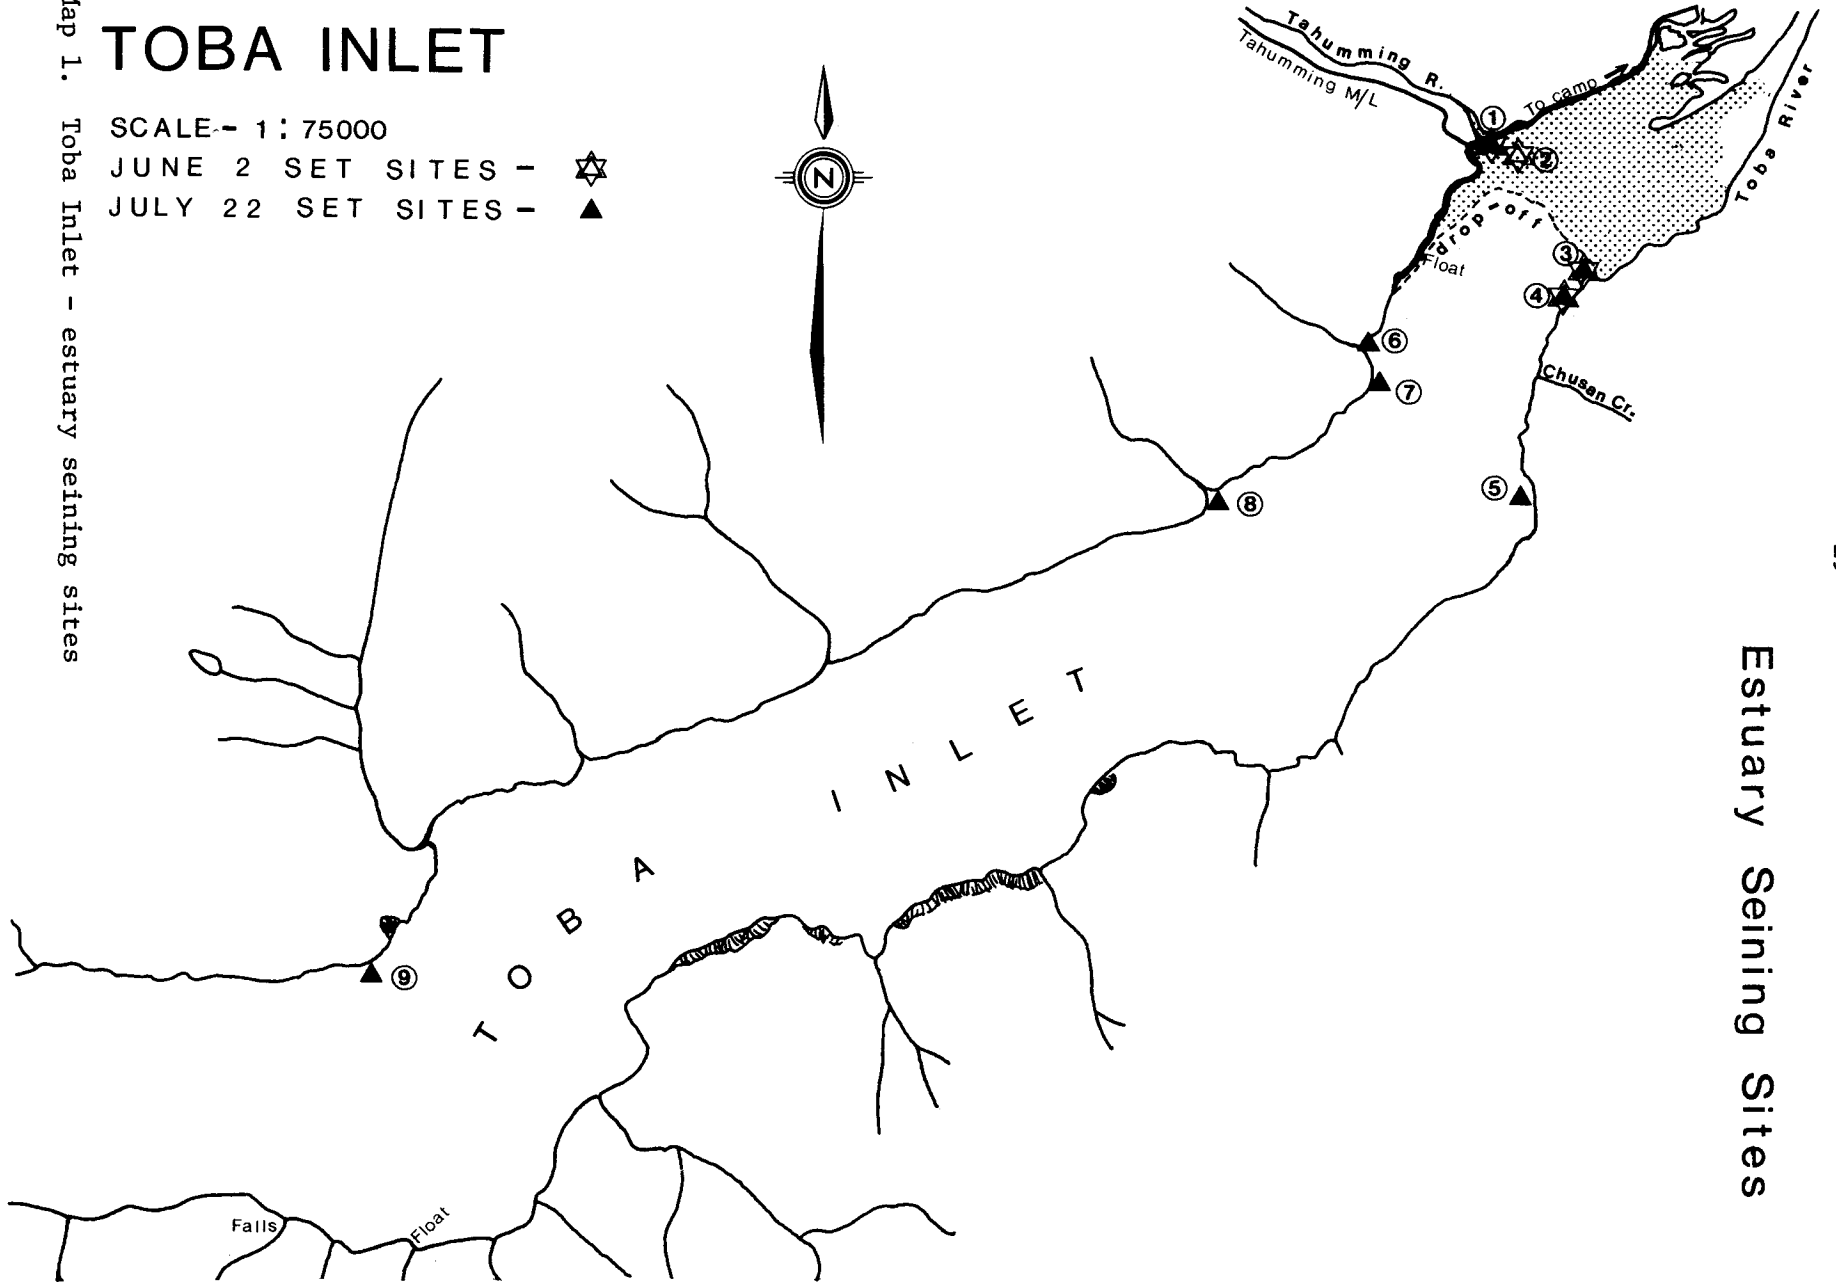 TOBA INLET
SCALE - 1 : 75000
JUNE 2 SET SITES -
JULY 22 SET SITES -
Map 1. Toba Inlet - estuary seining sites
N
Tahumming R.
Tahumming M/L
To camp
Toba River
1
2
drop-off
Float
3
4
6
7
Chusan Cr.
5
8
TOBA INLET
9
Falls
Float
Estuary Seining Sites